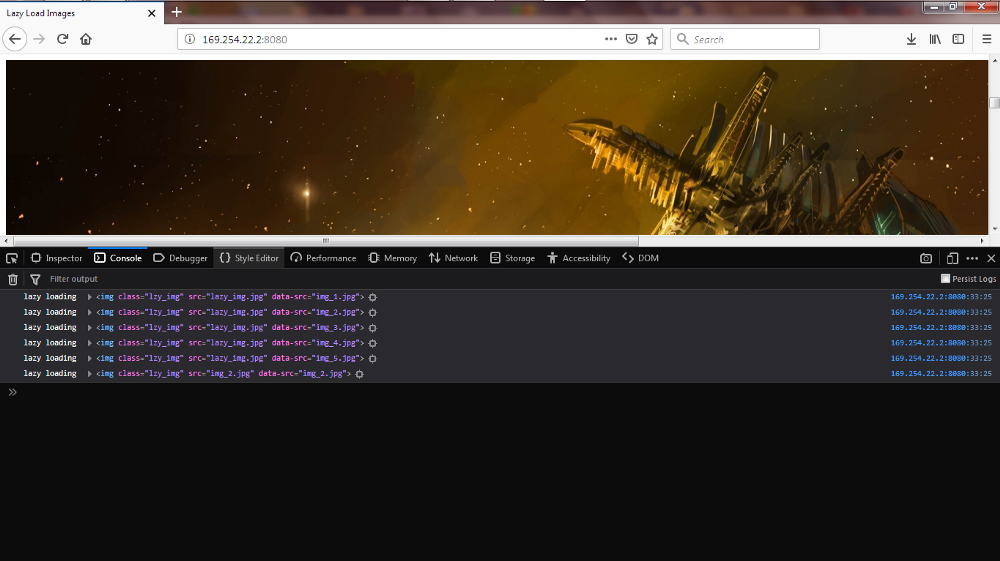 Lazy Load Images
169.254.22.2:8080
Search
Inspector Console Debugger Style Editor Performance Memory Network Storage Accessibility DOM
Filter output Persist Logs
lazy loading <img class="lzy_img" src="lazy_img.jpg" data-src="img_1.jpg"> 169.254.22.2:8080:33:25
lazy loading <img class="lzy_img" src="lazy_img.jpg" data-src="img_2.jpg"> 169.254.22.2:8080:33:25
lazy loading <img class="lzy_img" src="lazy_img.jpg" data-src="img_3.jpg"> 169.254.22.2:8080:33:25
lazy loading <img class="lzy_img" src="lazy_img.jpg" data-src="img_4.jpg"> 169.254.22.2:8080:33:25
lazy loading <img class="lzy_img" src="lazy_img.jpg" data-src="img_5.jpg"> 169.254.22.2:8080:33:25
lazy loading <img class="lzy_img" src="img_2.jpg" data-src="img_2.jpg"> 169.254.22.2:8080:33:25